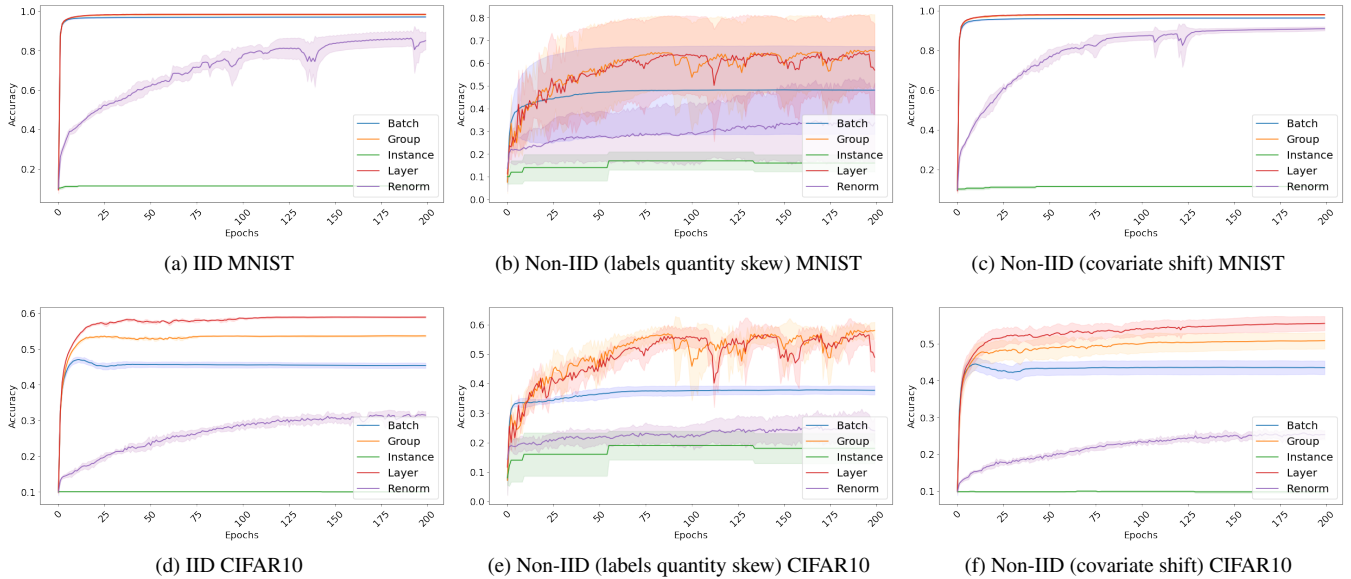 1.0
0.8
0.6
0.4
0.2
Accuracy
0
25
50
75
100
125
150
175
200
Epochs
Batch
Group
Instance
Layer
Renorm
(a) IID MNIST
0.8
0.7
0.6
0.5
0.4
0.3
0.2
0.1
0.0
Accuracy
0
25
50
75
100
125
150
175
200
Epochs
Batch
Group
Instance
Layer
Renorm
(b) Non-IID (labels quantity skew) MNIST
1.0
0.8
0.6
0.4
0.2
Accuracy
0
25
50
75
100
125
150
175
200
Epochs
Batch
Group
Instance
Layer
Renorm
(c) Non-IID (covariate shift) MNIST
0.6
0.5
0.4
0.3
0.2
0.1
Accuracy
0
25
50
75
100
125
150
175
200
Epochs
Batch
Group
Instance
Layer
Renorm
(d) IID CIFAR10
0.6
0.5
0.4
0.3
0.2
0.1
0.0
Accuracy
0
25
50
75
100
125
150
175
200
Epochs
Batch
Group
Instance
Layer
Renorm
(e) Non-IID (labels quantity skew) CIFAR10
0.5
0.4
0.3
0.2
0.1
Accuracy
0
25
50
75
100
125
150
175
200
Epochs
Batch
Group
Instance
Layer
Renorm
(f) Non-IID (covariate shift) CIFAR10